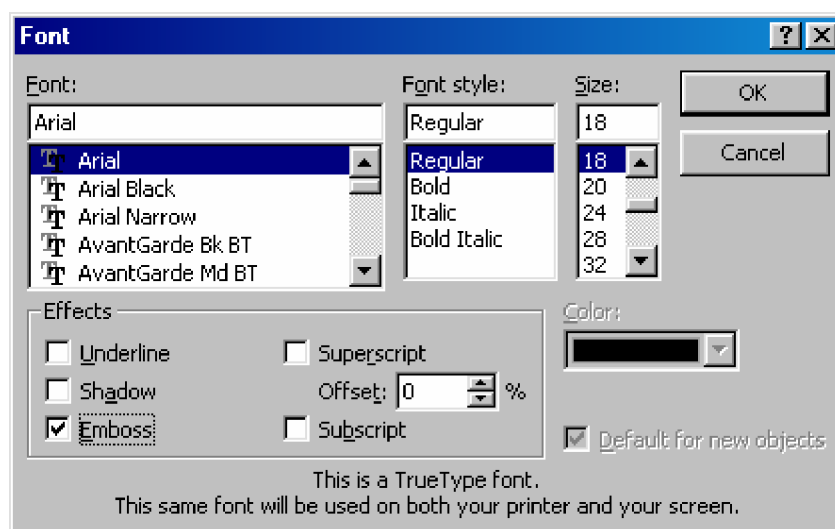 Font
Font: Font style: Size:
Arial Regular 18
OK
Arial
Arial Black
Arial Narrow
AvantGarde Bk BT
AvantGarde Md BT
Regular
Bold
Italic
Bold Italic
18
20
24
28
32
Cancel
Effects
Underline
Shadow
Emboss
Superscript
Offset: 0 %
Subscript
Color:
Default for new objects
This is a TrueType font.
This same font will be used on both your printer and your screen.